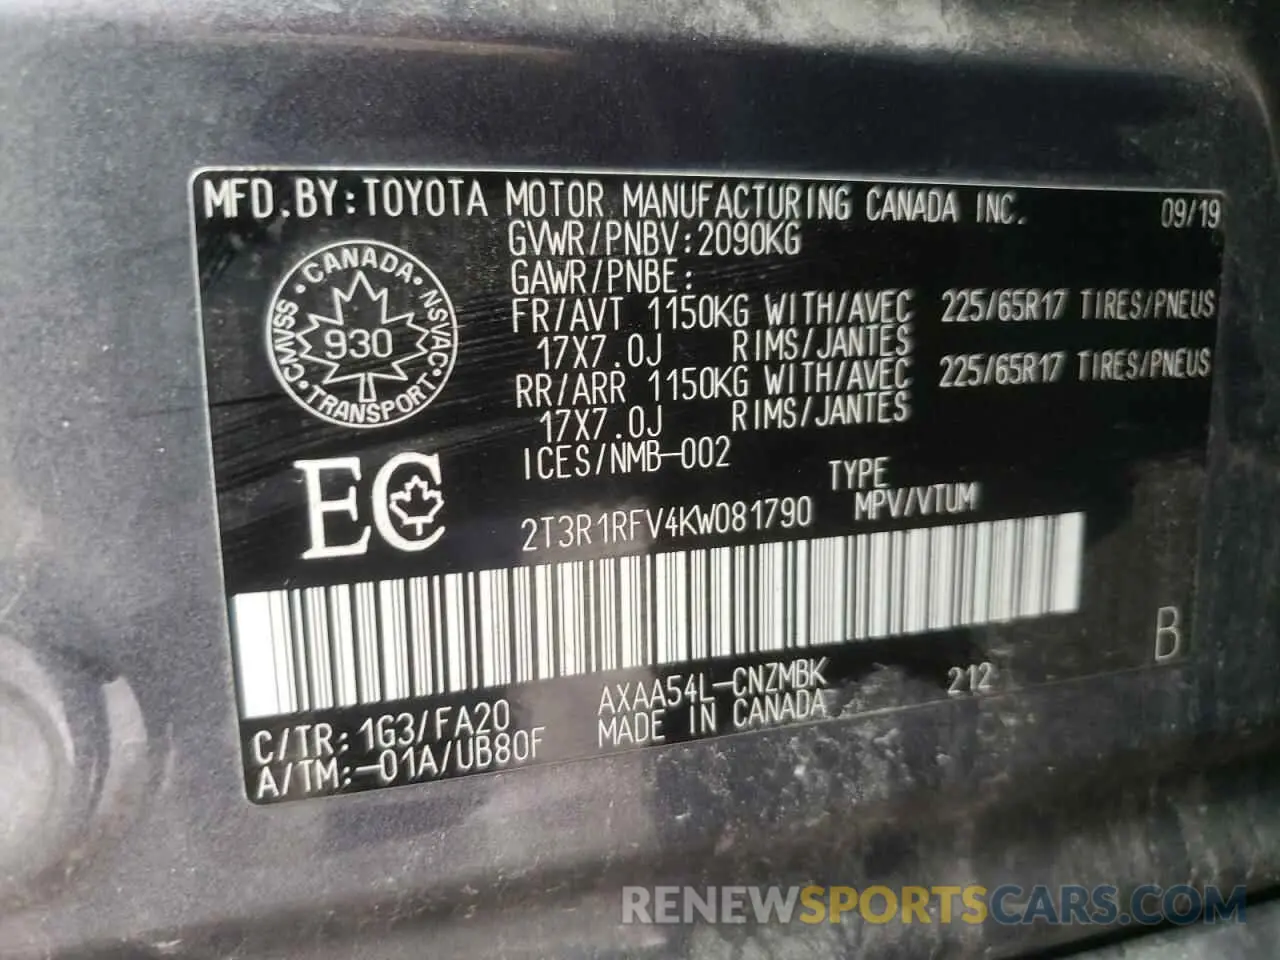 MFD.BY:TOYOTA MOTOR MANUFACTURING CANADA INC. 09/19
GVWR/PNBV:2090KG
GAWR/PNBE:
FR/AVT 1150KG WITH/AVEC 225/65R17 TIRES/PNEUS
17X7.0J RIMS/JANTES
RR/ARR 1150KG WITH/AVEC 225/65R17 TIRES/PNEUS
17X7.0J RIMS/JANTES
ICES/NMB-002
CANADA
CMVSS 930 NSVAC
TRANSPORT
EC
TYPE
2T3R1RFV4KW081790 MPV/VTUM
B
AXAA54L-CNZMBK 212
C/TR: 1G3/FA20 MADE IN CANADA
A/TM:-01A/UB80F
RENEWSPORTSCARS.COM